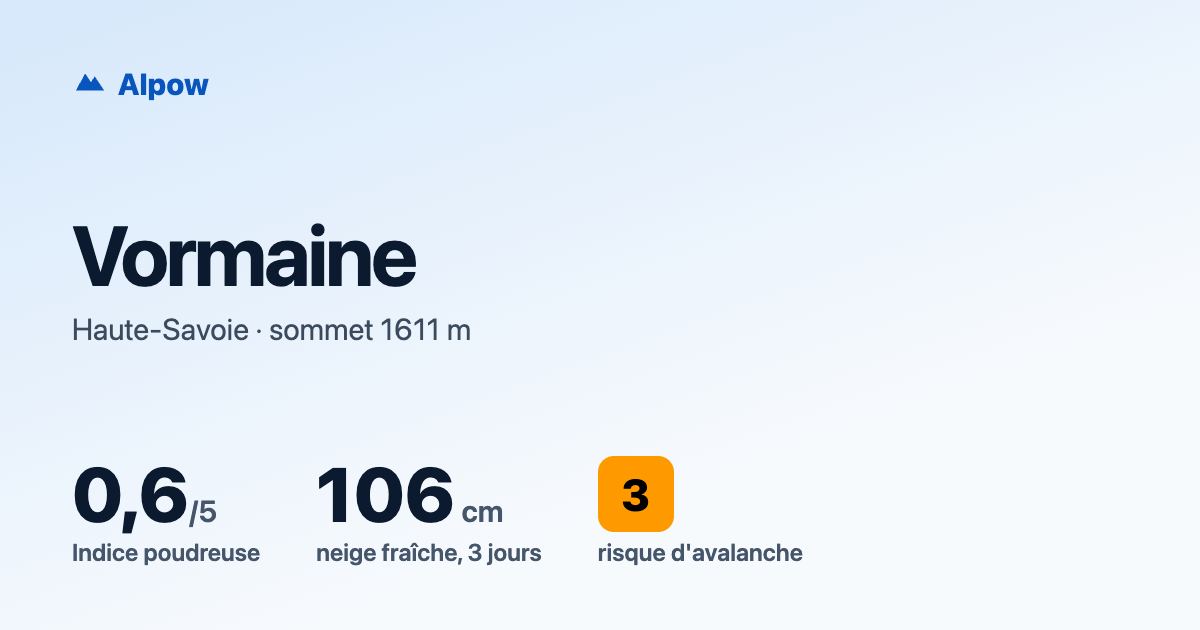 Alpow
Vormaine
Haute-Savoie · sommet 1611 m
0,6/5
Indice poudreuse
106 cm
neige fraîche, 3 jours
3
risque d'avalanche